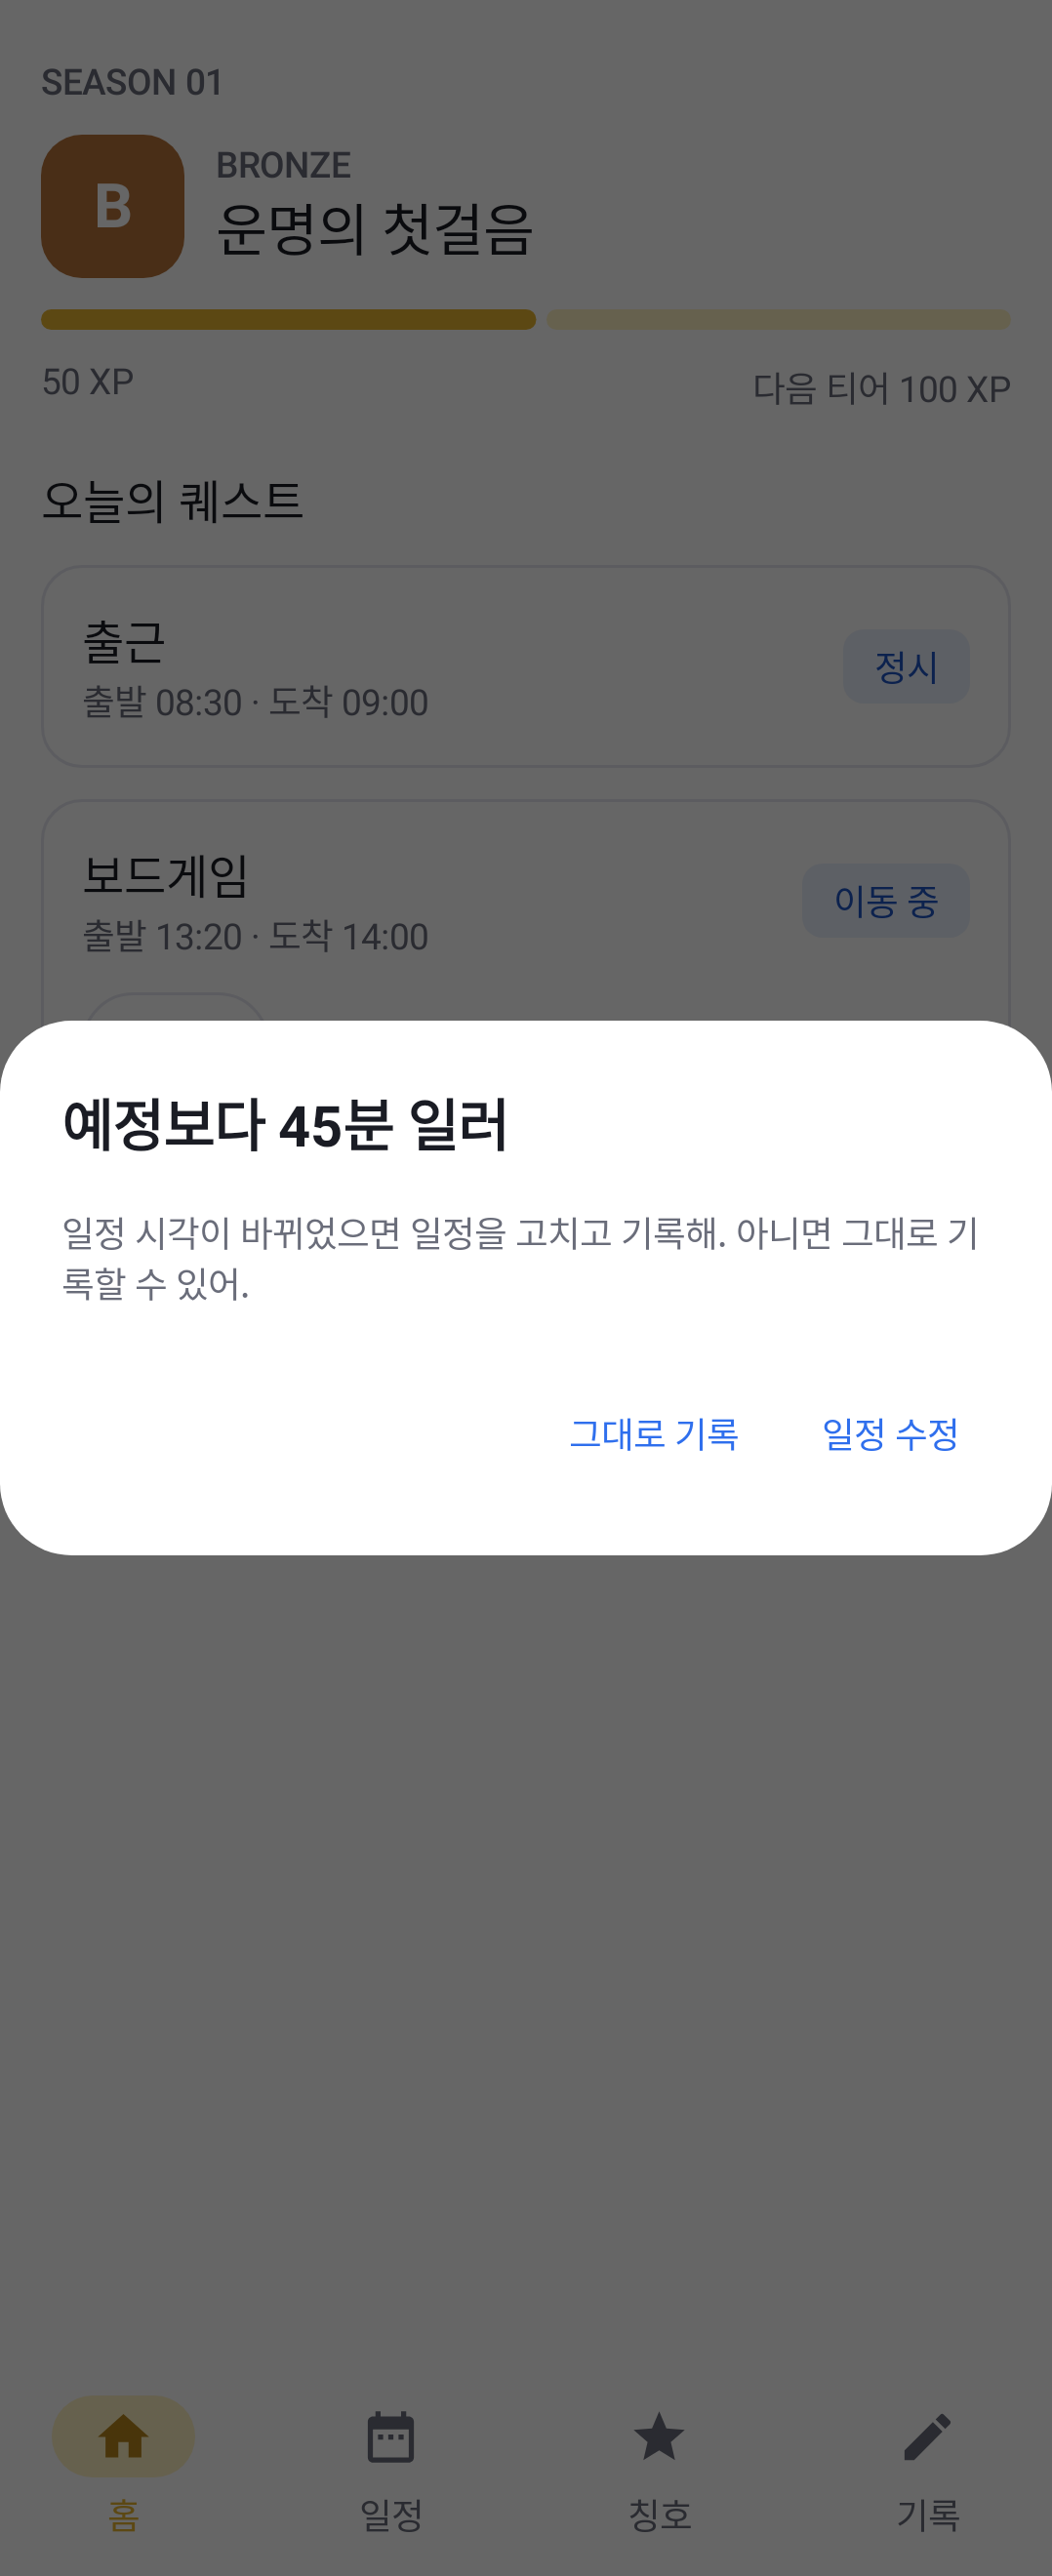 SEASON 01
B
BRONZE
운명의 첫걸음
50 XP
다음 티어 100 XP
오늘의 퀘스트
출근
출발 08:30 · 도착 09:00
정시
보드게임
출발 13:20 · 도착 14:00
이동 중
예정보다 45분 일러
일정 시각이 바뀌었으면 일정을 고치고 기록해. 아니면 그대로 기
록할 수 있어.
그대로 기록
일정 수정
홈
일정
칭호
기록